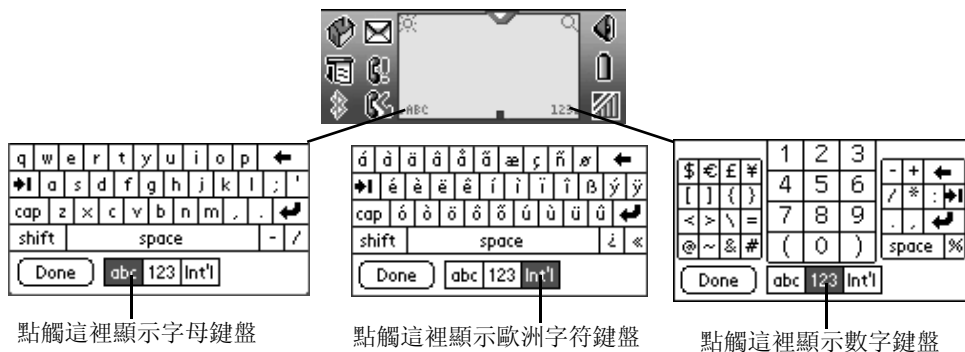 ABC 123
q w e r t y u i o p
a s d f g h j k l ; '
cap z x c v b n m , .
shift space - /
Done abc 123 Int'l
點觸這裡顯示字母鍵盤
á à ä â å ã æ ç ñ ø
é è ë ê í ì ï î ß ý ÿ
cap ó ò ö ô õ ú ù ü û
shift space ¿ «
Done abc 123 Int'l
點觸這裡顯示歐洲字符鍵盤
1 2 3
$ € £ ¥ - +
[ ] { } 4 5 6 / * :
< > \ = 7 8 9 . ,
@ ~ & # ( 0 ) space %
Done abc 123 Int'l
點觸這裡顯示數字鍵盤